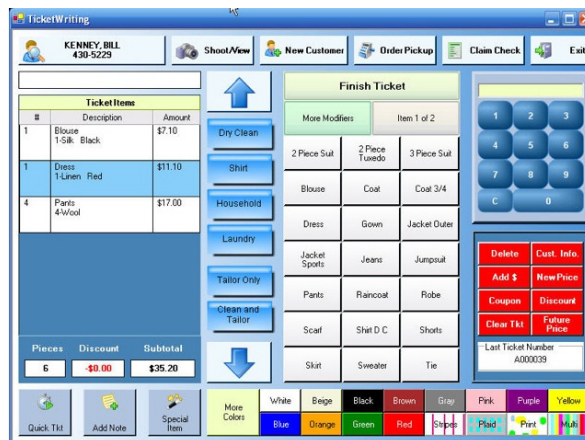 TicketWriting
KENNEY, BILL
430-5229
Shoot/View
New Customer
Order Pickup
Claim Check
Exit
Ticket Items
# Description Amount
1 Blouse $7.10
1-Silk Black
1 Dress $11.10
1-Linen Red
4 Pants $17.00
4-Wool
Pieces Discount Subtotal
6 -$0.00 $35.20
Quick Tkt
Add Note
Special
Item
Dry Clean
Shirt
Household
Laundry
Tailor Only
Clean and
Tailor
Finish Ticket
More Modifiers
Item 1 of 2
2 Piece Suit
2 Piece
Tuxedo
3 Piece Suit
Blouse Coat Coat 3/4
Dress Gown Jacket Outer
Jacket
Sports
Jeans Jumpsuit
Pants Raincoat Robe
Scarf Shirt D C Shorts
Skirt Sweater Tie
More
Colors
White Beige Black Brown Gray Pink Purple Yellow
Blue Orange Green Red Stripes Plaid Print Multi
1 2 3
4 5 6
7 8 9
C 0
Delete Cust. Info.
Add $ New Price
Coupon Discount
Clear Tkt
Future
Price
Last Ticket Number
A000039